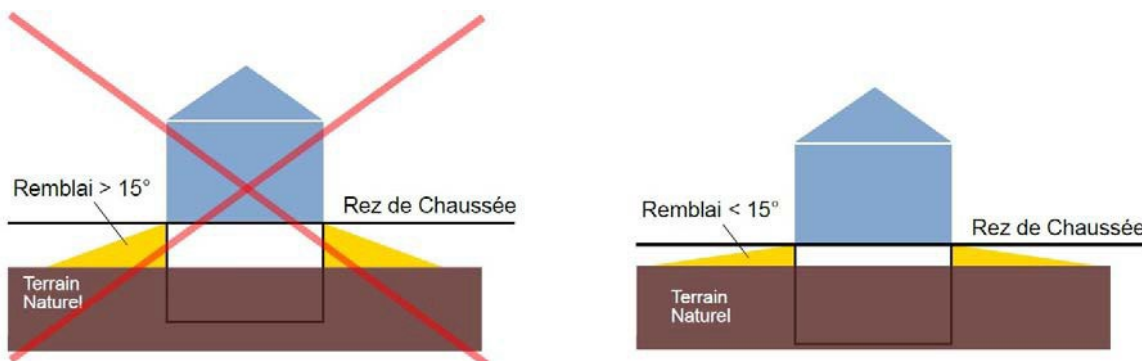 Remblai > 15°
Rez de Chaussée
Terrain
Naturel
Remblai < 15°
Rez de Chaussée
Terrain
Naturel